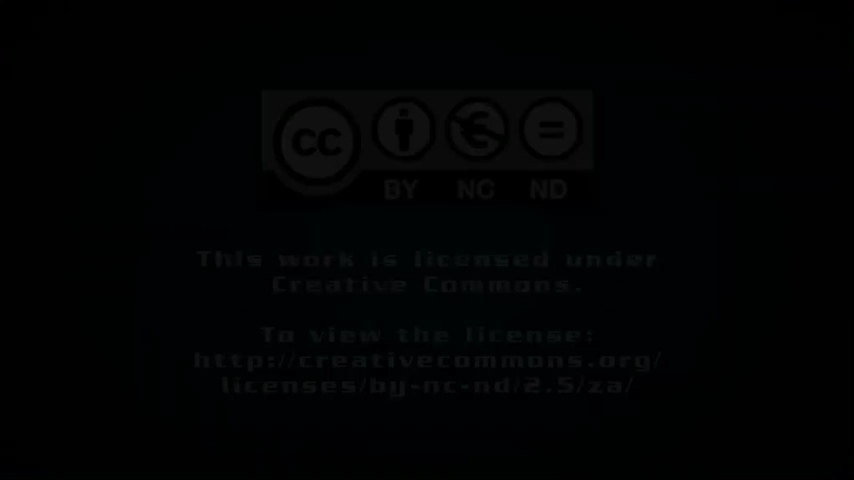 cc
BY NC ND
This work is licensed under
Creative Commons.
To view the license:
http://creativecommons.org/
licenses/by-nc-nd/2.5/za/